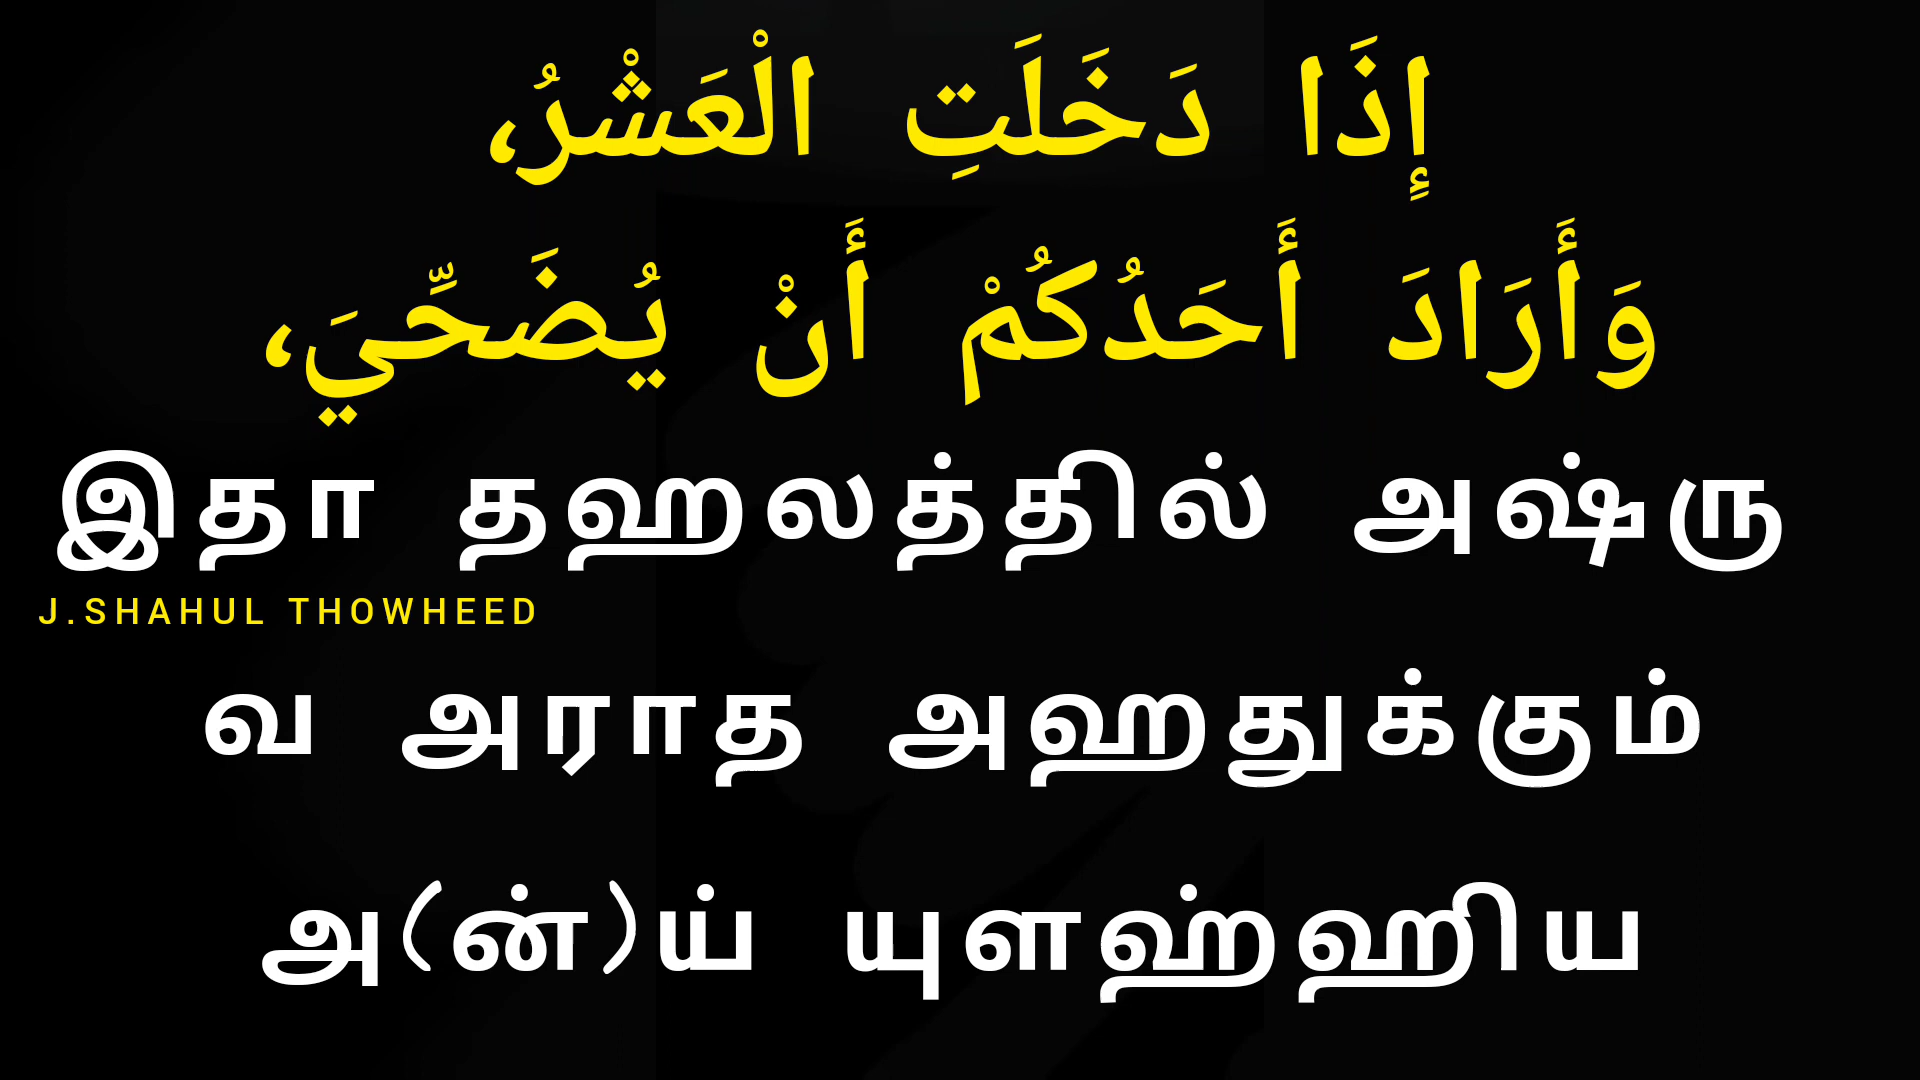 إِذَا دَخَلَتِ الْعَشْرُ،
وَأَرَادَ أَحَدُكُمْ أَنْ يُضَحِّيَ،
இதா தஹலத்தில் அஷ்ரு
J.SHAHUL THOWHEED
வ அராத அஹதுக்கும்
அ(ன்)ய் யுளஹ்ஹிய